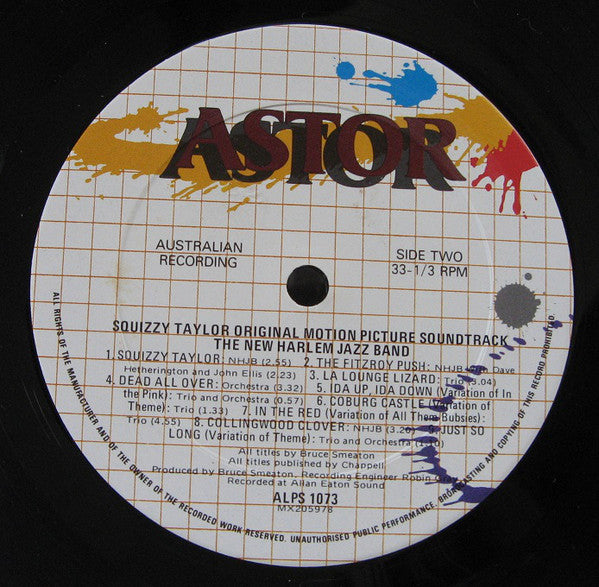 ASTOR
AUSTRALIAN
RECORDING
SIDE TWO
33-1/3 RPM
SQUIZZY TAYLOR ORIGINAL MOTION PICTURE SOUNDTRACK
THE NEW HARLEM JAZZ BAND
1. SQUIZZY TAYLOR: NHJB (2.55) 2. THE FITZROY PUSH: NHJB Dave
Hetherington and John Ellis (2.23) 3. LA LOUNGE LIZARD: Trio (3.04)
4. DEAD ALL OVER: Orchestra (3.32) 5. IDA UP, IDA DOWN (Variation of In
the Pink): Trio and Orchestra (0.57) 6. COBURG CASTLE (Variation of
Theme): Trio (1.33) 7. IN THE RED (Variation of All Them Bubsies):
Trio (4.55) 8. COLLINGWOOD CLOVER: NHJB JUST SO
LONG (Variation of Theme): Trio and Orchestra
All titles by Bruce Smeaton
All titles published by Chappell
Produced by Bruce Smeaton, Recording Engineer Robin
Recorded at Allan Eaton Sound
ALPS 1073
MX205978
ALL RIGHTS OF THE MANUFACTURER AND OF THE OWNER OF THE RECORDED WORK RESERVED. UNAUTHORISED PUBLIC PERFORMANCE, BROADCASTING AND COPYING OF THIS RECORD PROHIBITED.